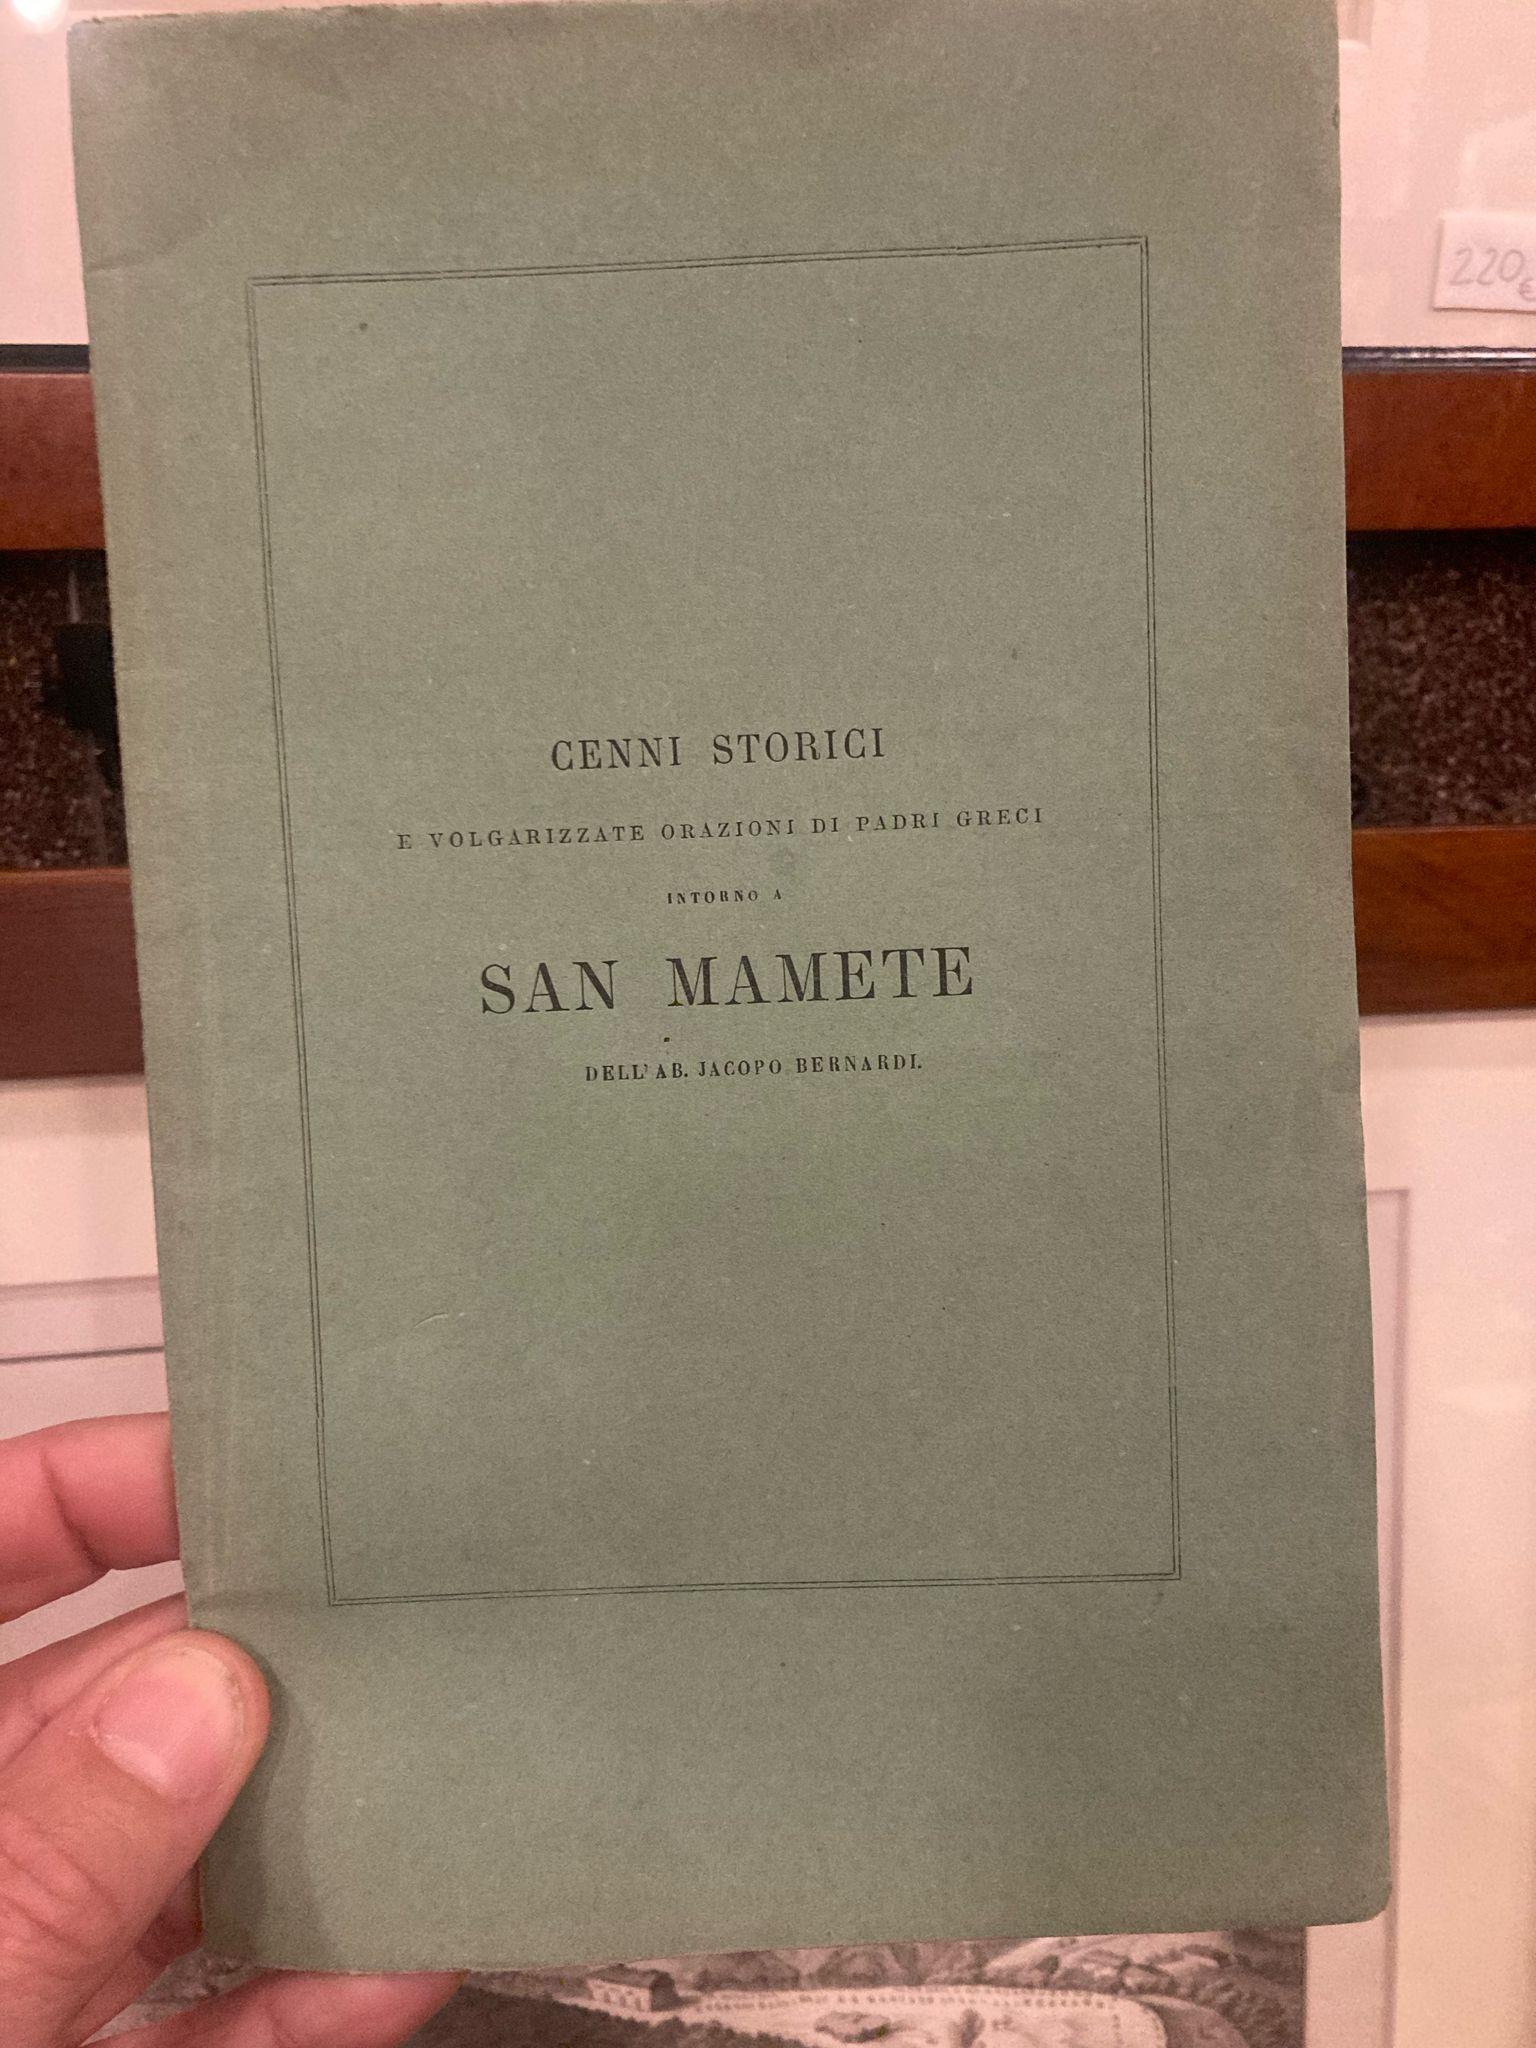 220€
CENNI STORICI
E VOLGARIZZATE ORAZIONI DI PADRI GRECI
INTORNO A
SAN MAMETE
DELL' AB. JACOPO BERNARDI.